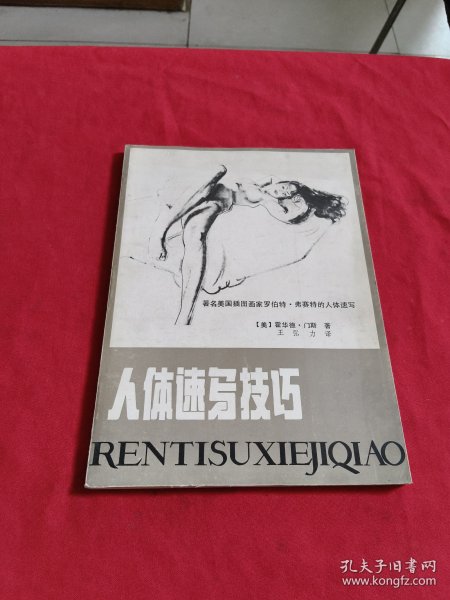 著名美国插图画家罗伯特·弗赛特的人体速写
【美】霍华德·门斯 著
王弘力 译
人体速写技巧
RENTISUXIEJIQIAO
孔夫子旧书网
www.kongfz.com